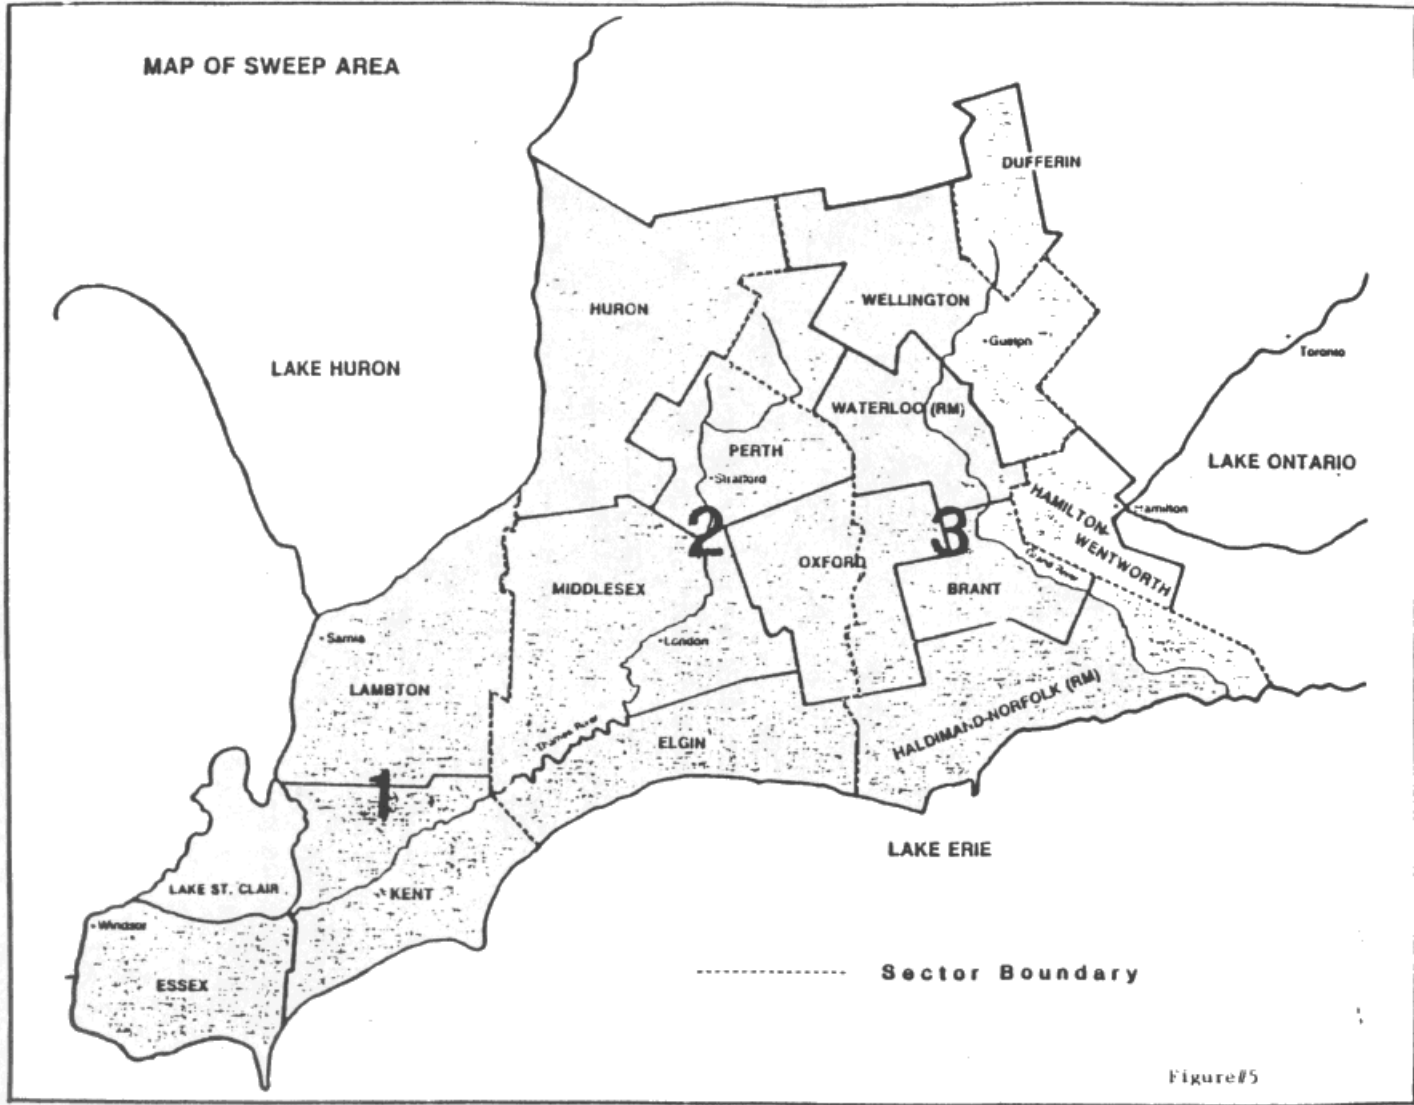 MAP OF SWEEP AREA
DUFFERIN
HURON
WELLINGTON
Guelph
Toronto
LAKE HURON
WATERLOO (RM)
PERTH
Stratford
LAKE ONTARIO
HAMILTON-
WENTWORTH
Hamilton
2
3
OXFORD
Grand River
MIDDLESEX
BRANT
London
Sarnia
LAMBTON
HALDIMAND-NORFOLK (RM)
Thames River
ELGIN
1
LAKE ERIE
LAKE ST. CLAIR
KENT
Windsor
ESSEX
Sector Boundary
Figure#5